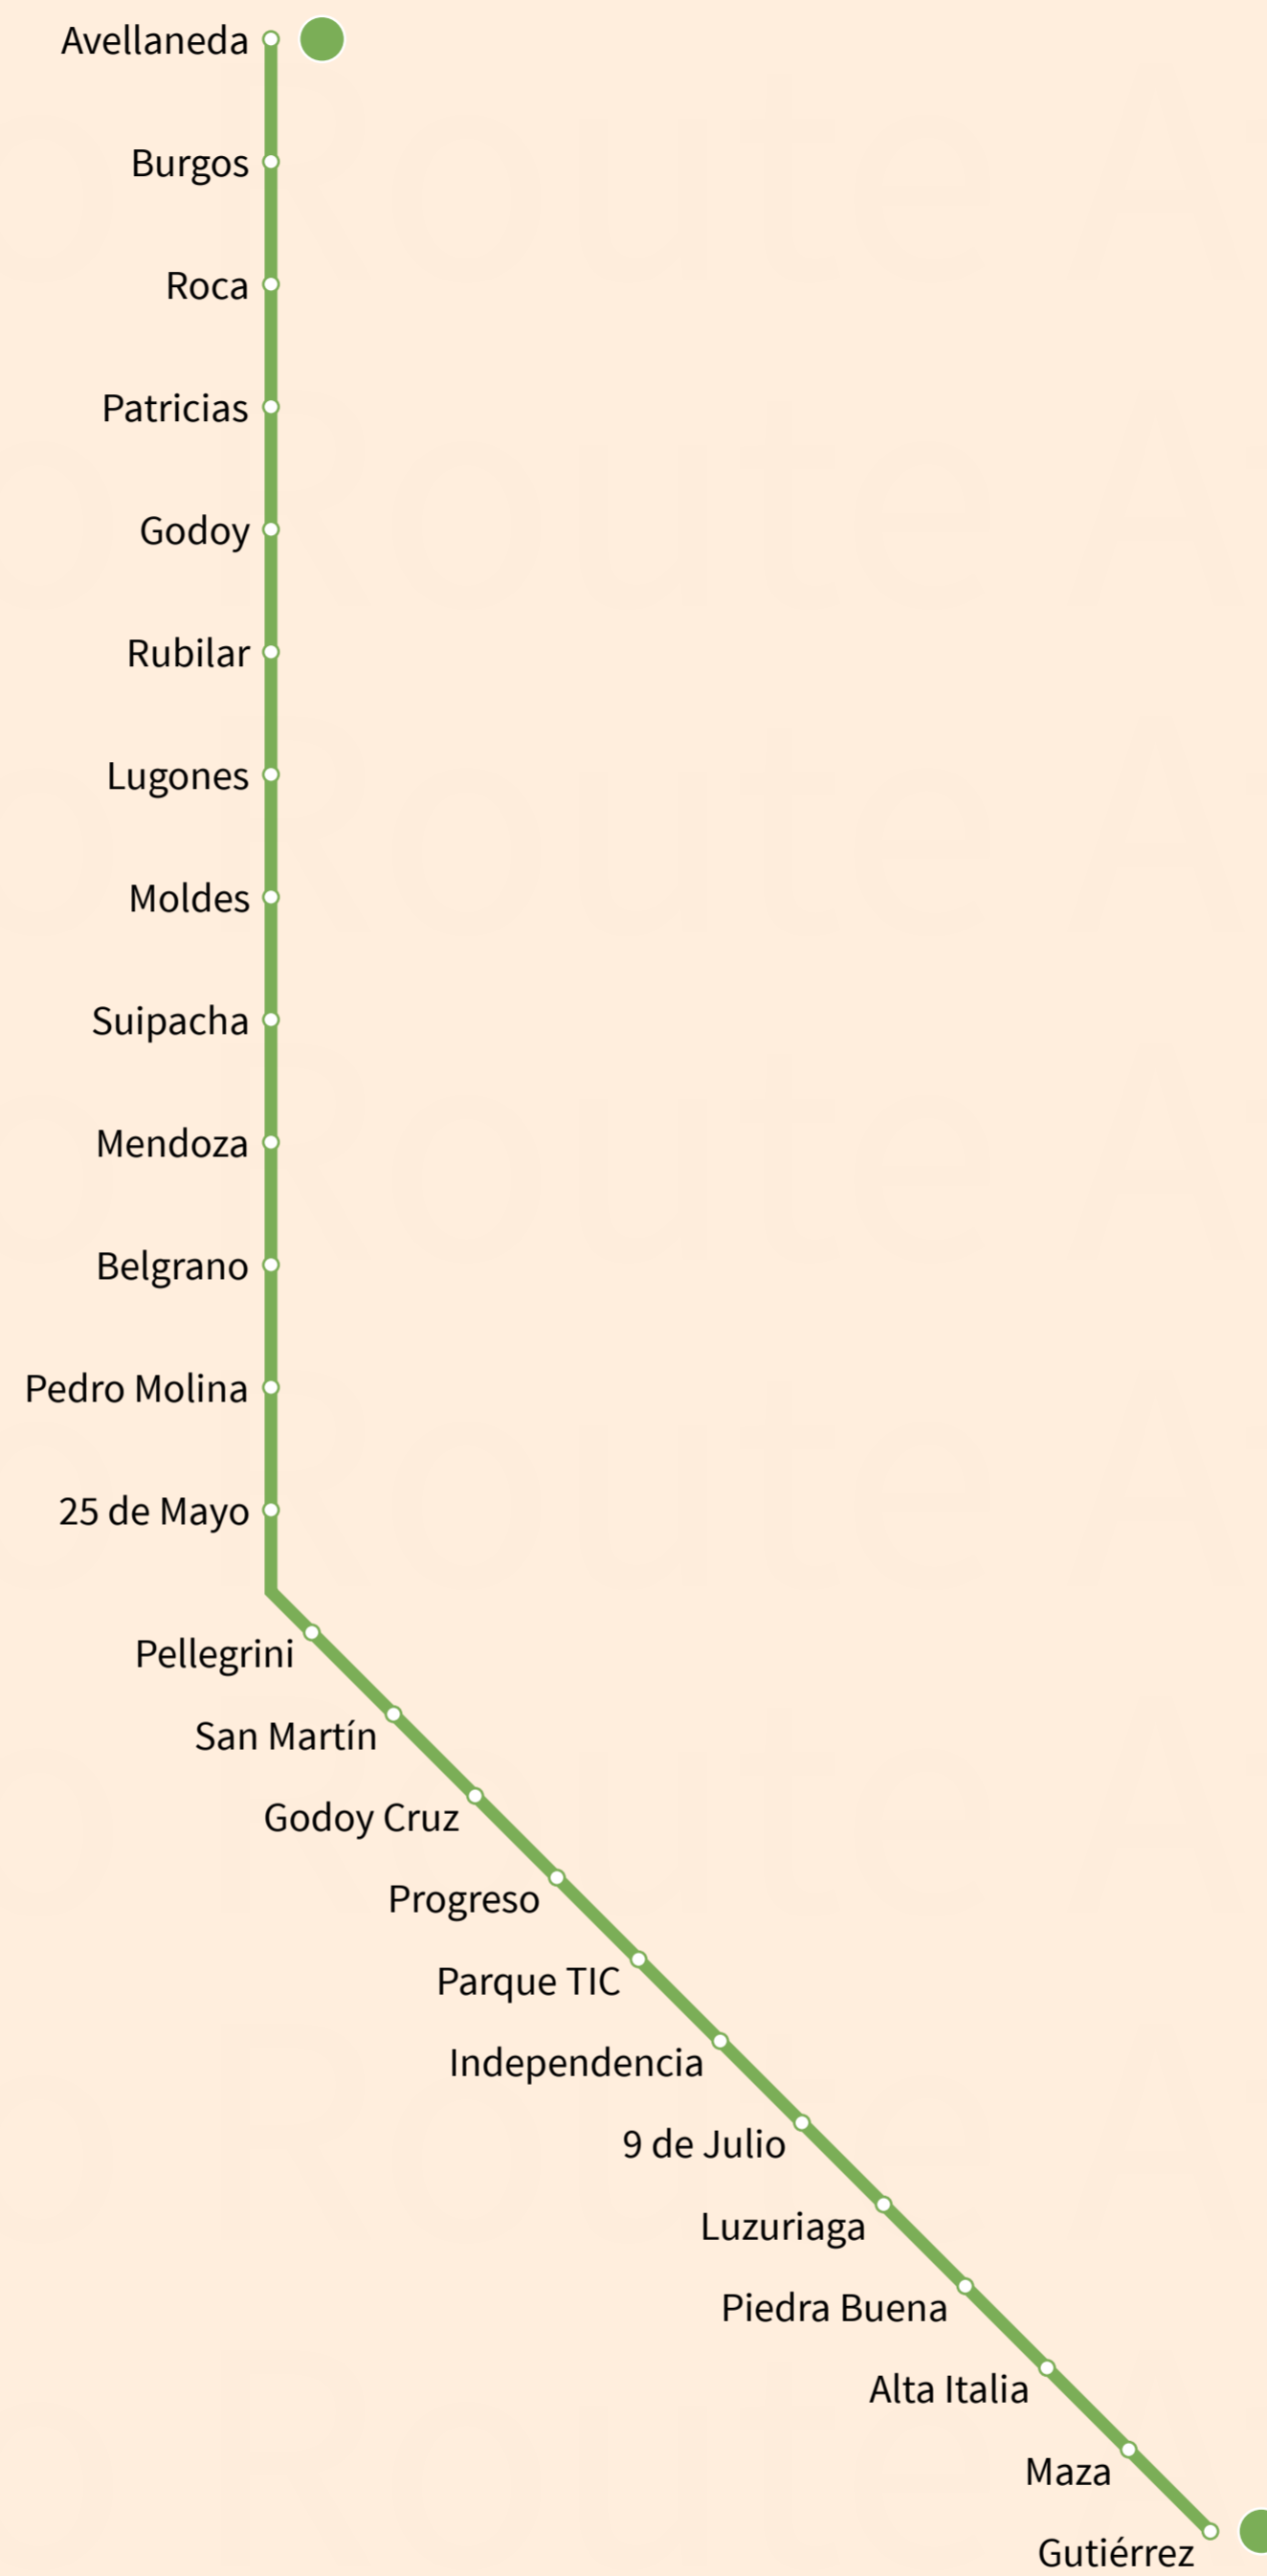 Avellaneda
Burgos
Roca
Patricias
Godoy
Rubilar
Lugones
Moldes
Suipacha
Mendoza
Belgrano
Pedro Molina
25 de Mayo
Pellegrini
San Martín
Godoy Cruz
Progreso
Parque TIC
Independencia
9 de Julio
Luzuriaga
Piedra Buena
Alta Italia
Maza
Gutiérrez